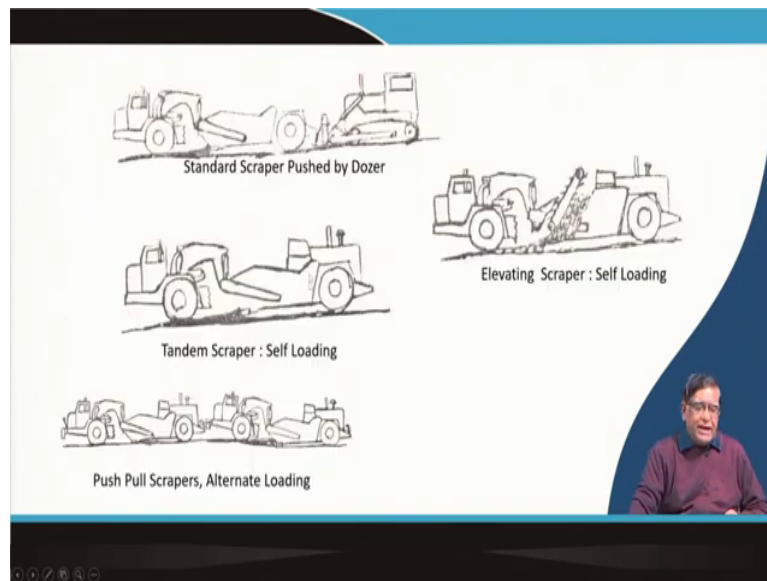 Standard Scraper Pushed by Dozer
Elevating Scraper : Self Loading
Tandem Scraper : Self Loading
Push Pull Scrapers, Alternate Loading